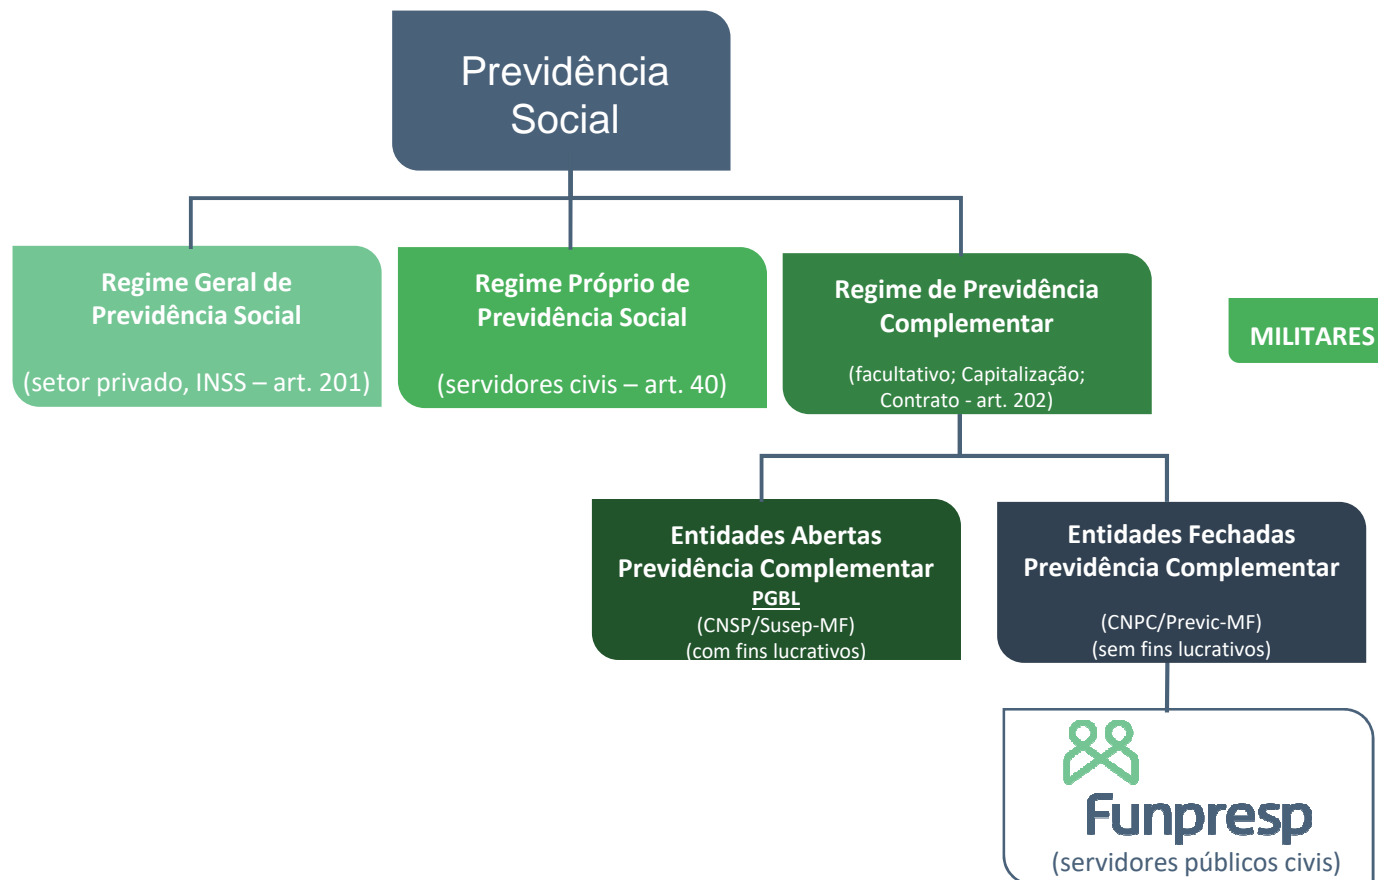 Previdência
Social
Regime Geral de
Previdência Social
(setor privado, INSS – art. 201)
Regime Próprio de
Previdência Social
(servidores civis – art. 40)
Regime de Previdência
Complementar
(facultativo; Capitalização;
Contrato - art. 202)
MILITARES
Entidades Abertas
Previdência Complementar
PGBL
(CNSP/Susep-MF)
(com fins lucrativos)
Entidades Fechadas
Previdência Complementar
(CNPC/Previc-MF)
(sem fins lucrativos)
Funpresp
(servidores públicos civis)